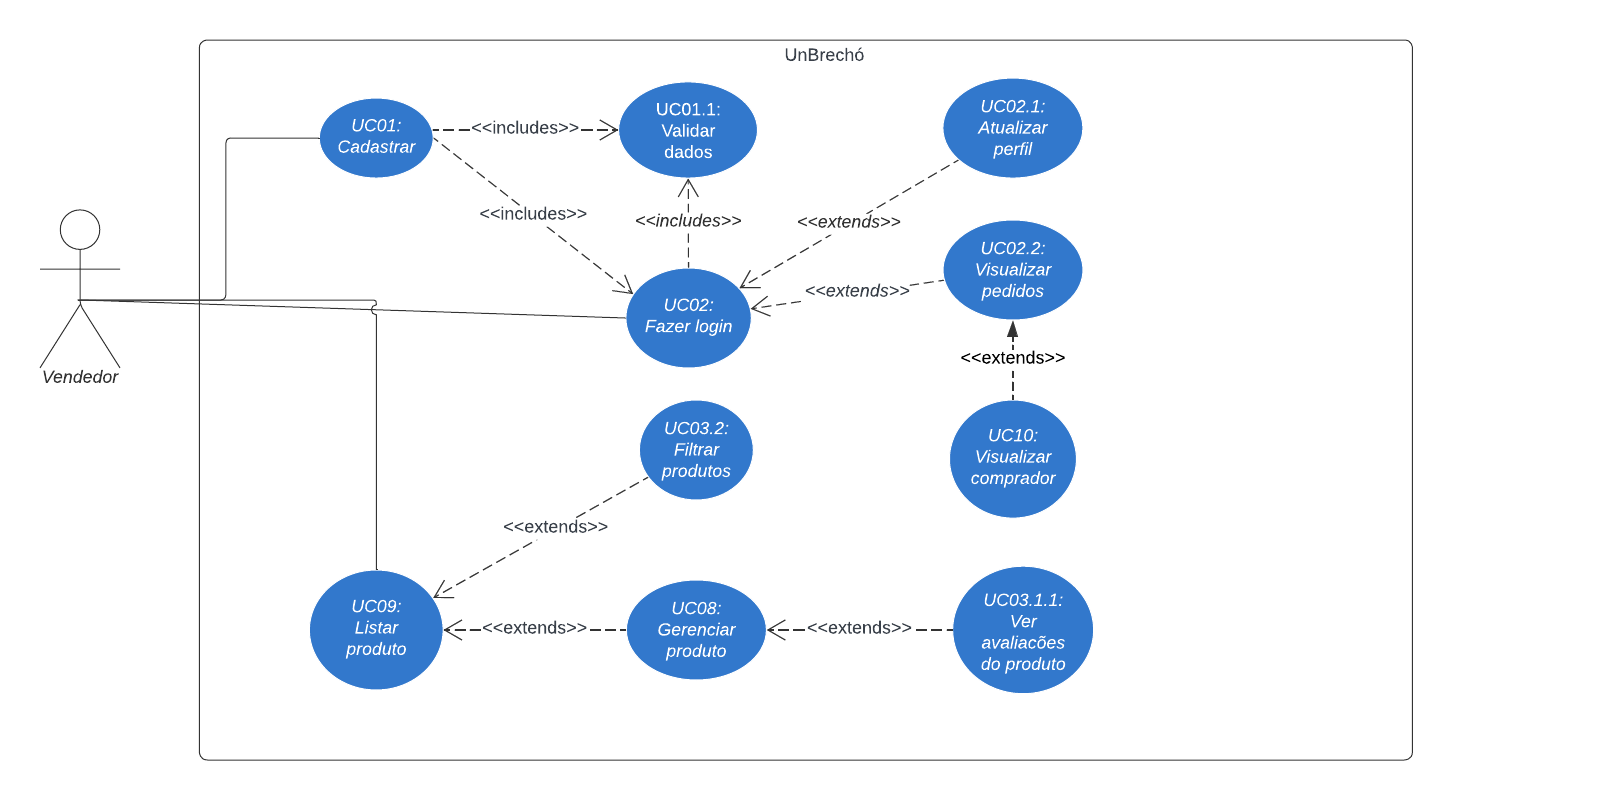 UnBrechó
UC01:
Cadastrar
<<includes>>
UC01.1:
Validar
dados
UC02.1:
Atualizar
perfil
<<includes>>
<<includes>>
<<extends>>
UC02.2:
Visualizar
pedidos
<<extends>>
UC02:
Fazer login
Vendedor
<<extends>>
UC03.2:
Filtrar
produtos
UC10:
Visualizar
comprador
<<extends>>
UC09:
Listar
produto
<<extends>>
UC08:
Gerenciar
produto
<<extends>>
UC03.1.1:
Ver
avaliacões
do produto